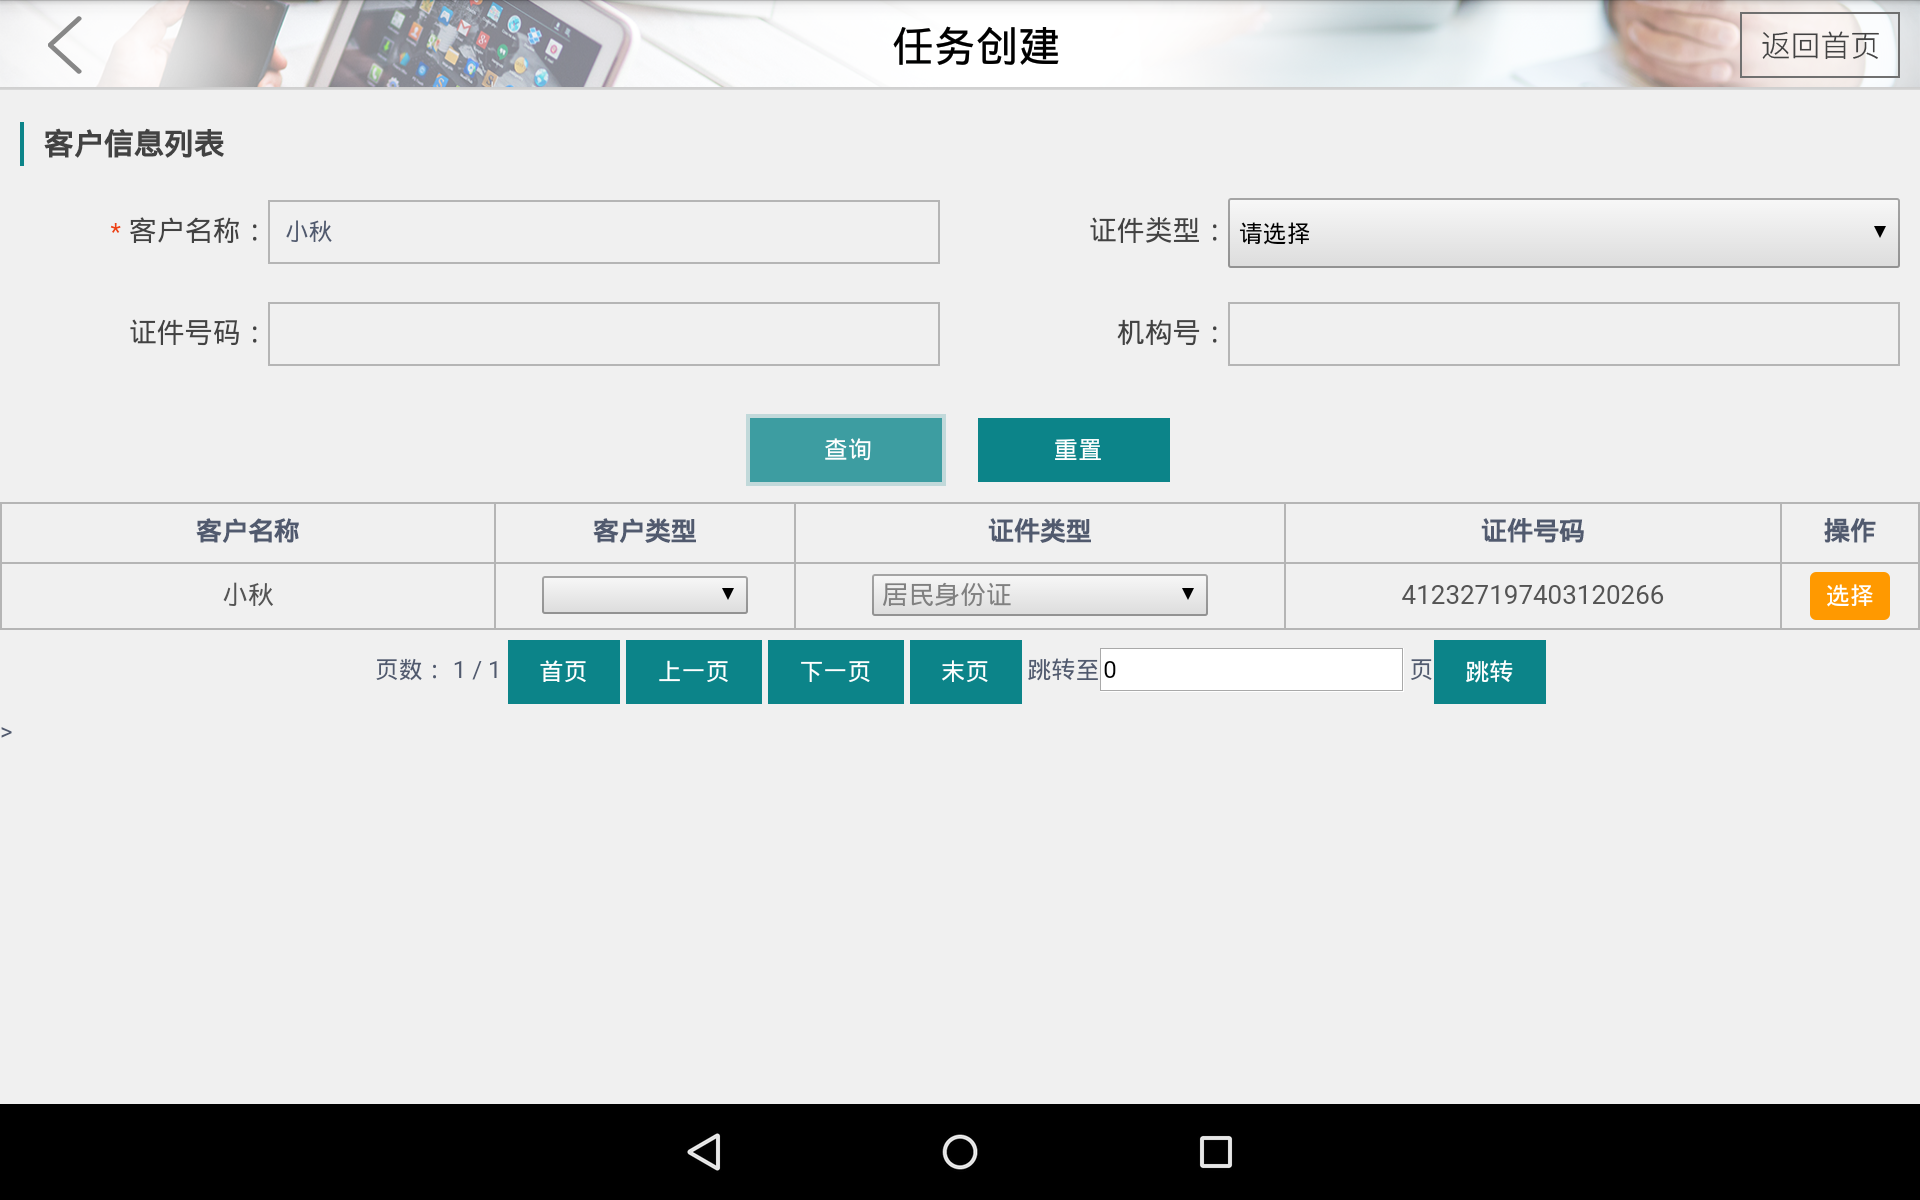 任务创建
返回首页
客户信息列表
* 客户名称 : 小秋
证件类型 : 请选择 ▼
证件号码 :
机构号 :
查询 重置
客户名称 客户类型 证件类型 证件号码 操作
小秋 ▼ 居民身份证 ▼ 412327197403120266 选择
页数 : 1 / 1 首页 上一页 下一页 末页 跳转至 0 页 跳转
>